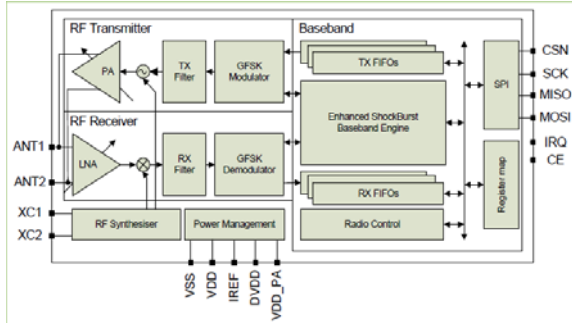 RF Transmitter
Baseband
PA
TX
Filter
GFSK
Modulator
TX FIFOs
SPI
CSN
SCK
MISO
MOSI
IRQ
CE
Enhanced ShockBurst
Baseband Engine
RF Receiver
ANT1
ANT2
LNA
RX
Filter
GFSK
Demodulator
RX FIFOs
Register map
XC1
XC2
RF Synthesiser
Power Management
Radio Control
VSS
VDD
IREF
DVDD
VDD_PA